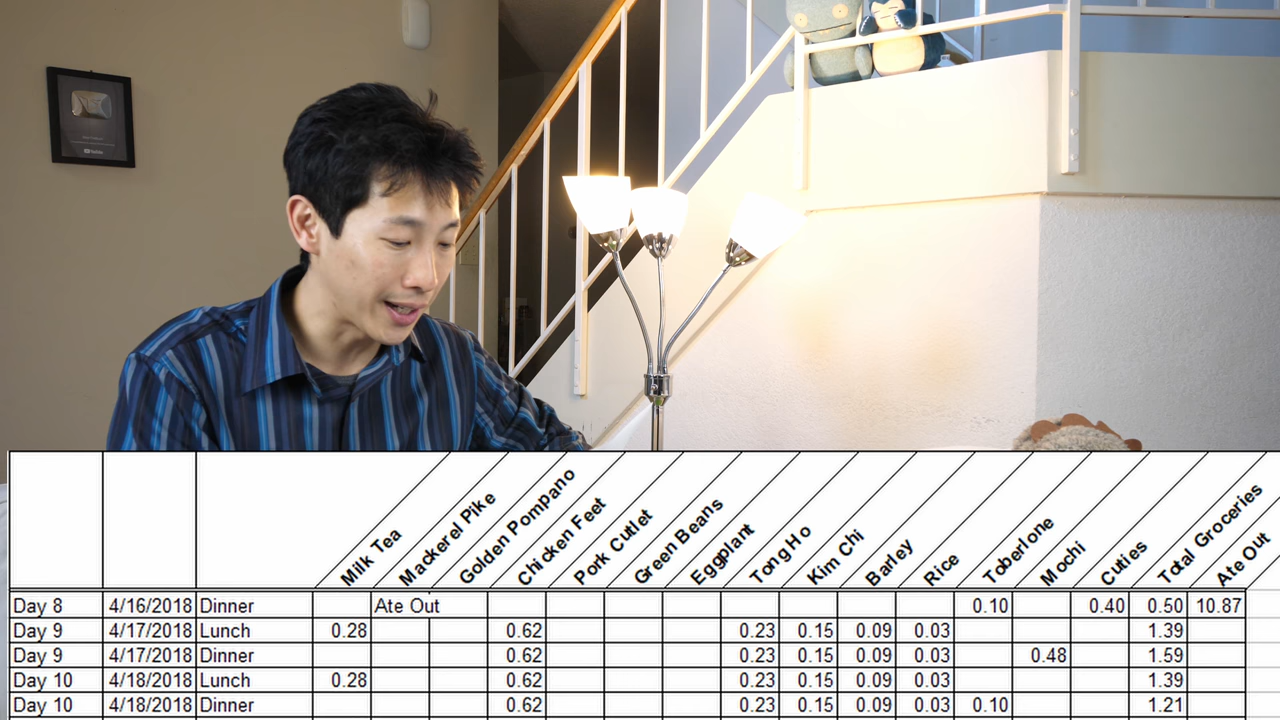 YouTube
Milk Tea
Mackerel Pike
Golden Pompano
Chicken Feet
Pork Cutlet
Green Beans
Eggplant
Tong Ho
Kim Chi
Barley
Rice
Toberlone
Mochi
Cuties
Total Groceries
Ate Out
Day 8 4/16/2018 Dinner Ate Out 0.10 0.40 0.50 10.87
Day 9 4/17/2018 Lunch 0.28 0.62 0.23 0.15 0.09 0.03 1.39
Day 9 4/17/2018 Dinner 0.62 0.23 0.15 0.09 0.03 0.48 1.59
Day 10 4/18/2018 Lunch 0.28 0.62 0.23 0.15 0.09 0.03 1.39
Day 10 4/18/2018 Dinner 0.62 0.23 0.15 0.09 0.03 0.10 1.21